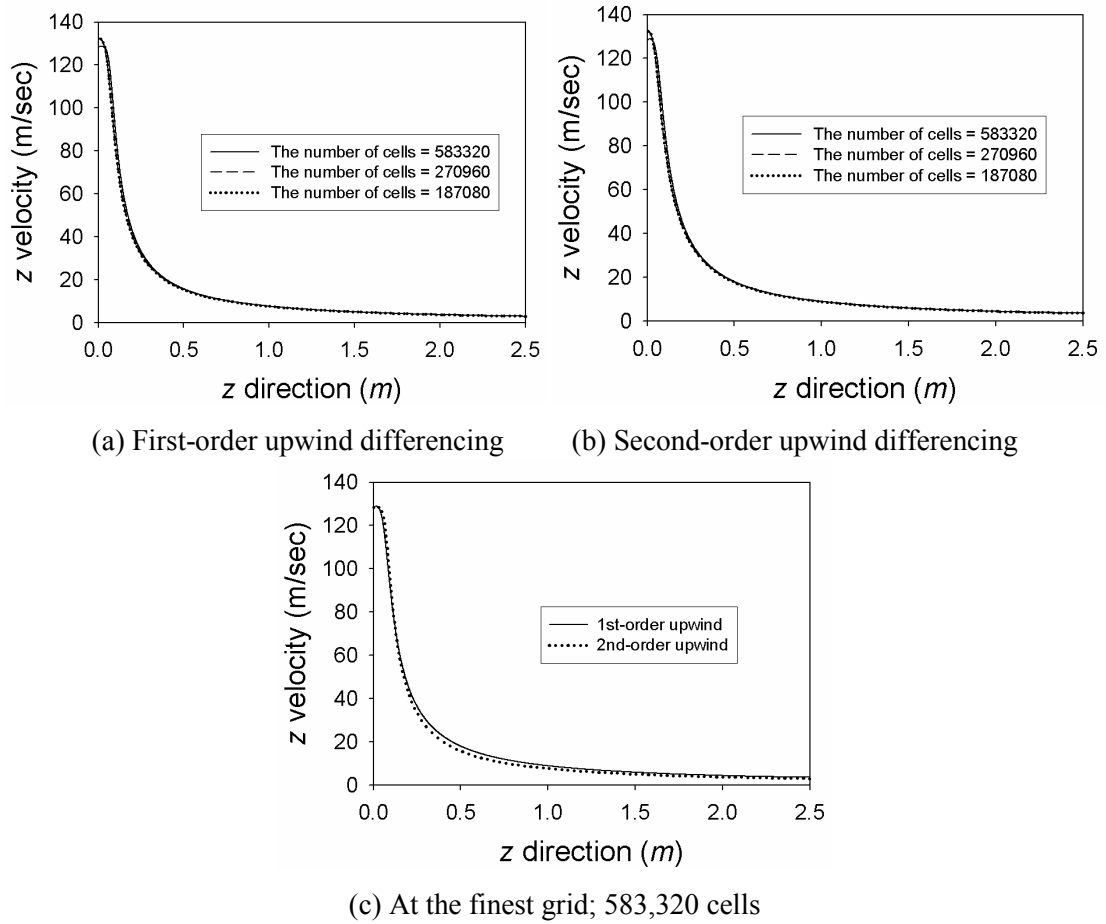 140
120
100
80
60
40
20
0
z velocity (m/sec)
The number of cells = 583320
The number of cells = 270960
The number of cells = 187080
0.0 0.5 1.0 1.5 2.0 2.5
z direction (m)
(a) First-order upwind differencing
140
120
100
80
60
40
20
0
z velocity (m/sec)
The number of cells = 583320
The number of cells = 270960
The number of cells = 187080
0.0 0.5 1.0 1.5 2.0 2.5
z direction (m)
(b) Second-order upwind differencing
140
120
100
80
60
40
20
0
z velocity (m/sec)
1st-order upwind
2nd-order upwind
0.0 0.5 1.0 1.5 2.0 2.5
z direction (m)
(c) At the finest grid; 583,320 cells